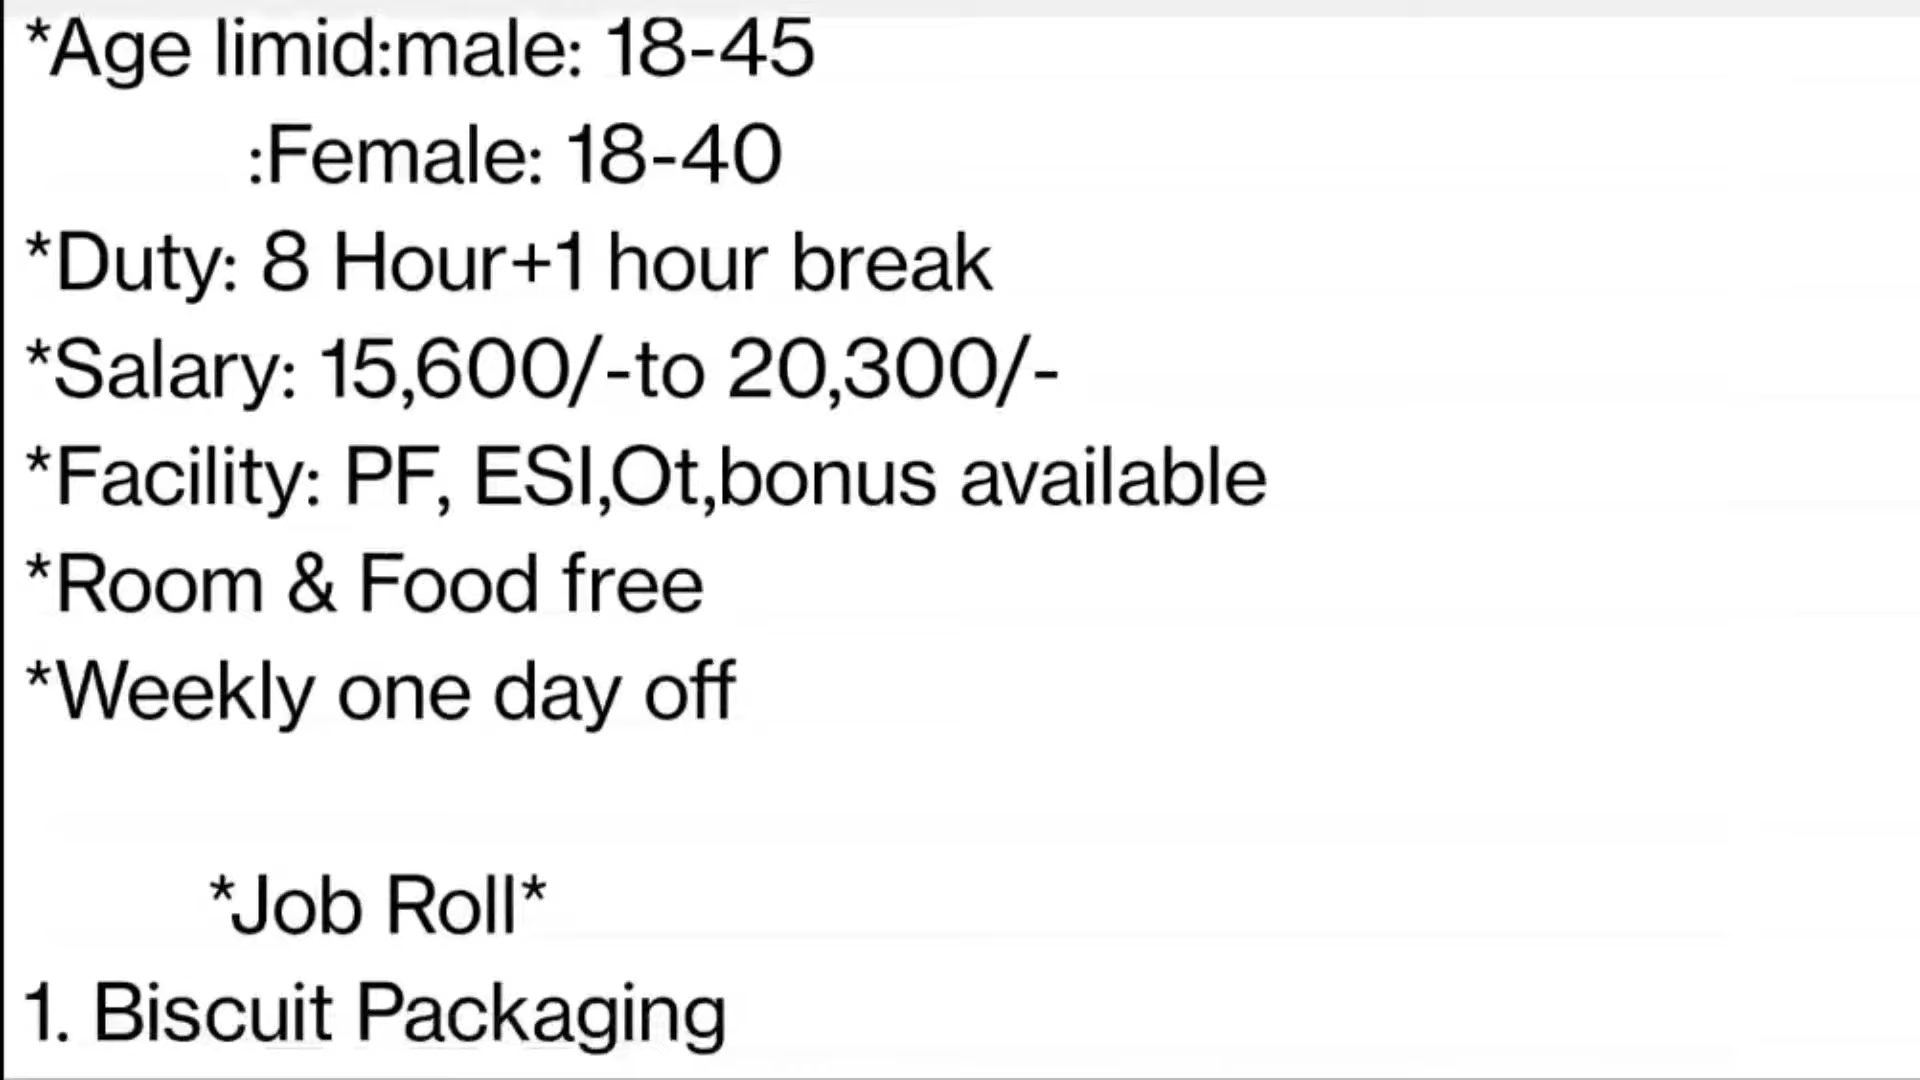 *Age limid:male: 18-45
:Female: 18-40
*Duty: 8 Hour+1 hour break
*Salary: 15,600/-to 20,300/-
*Facility: PF, ESI,Ot,bonus available
*Room & Food free
*Weekly one day off
*Job Roll*
1. Biscuit Packaging